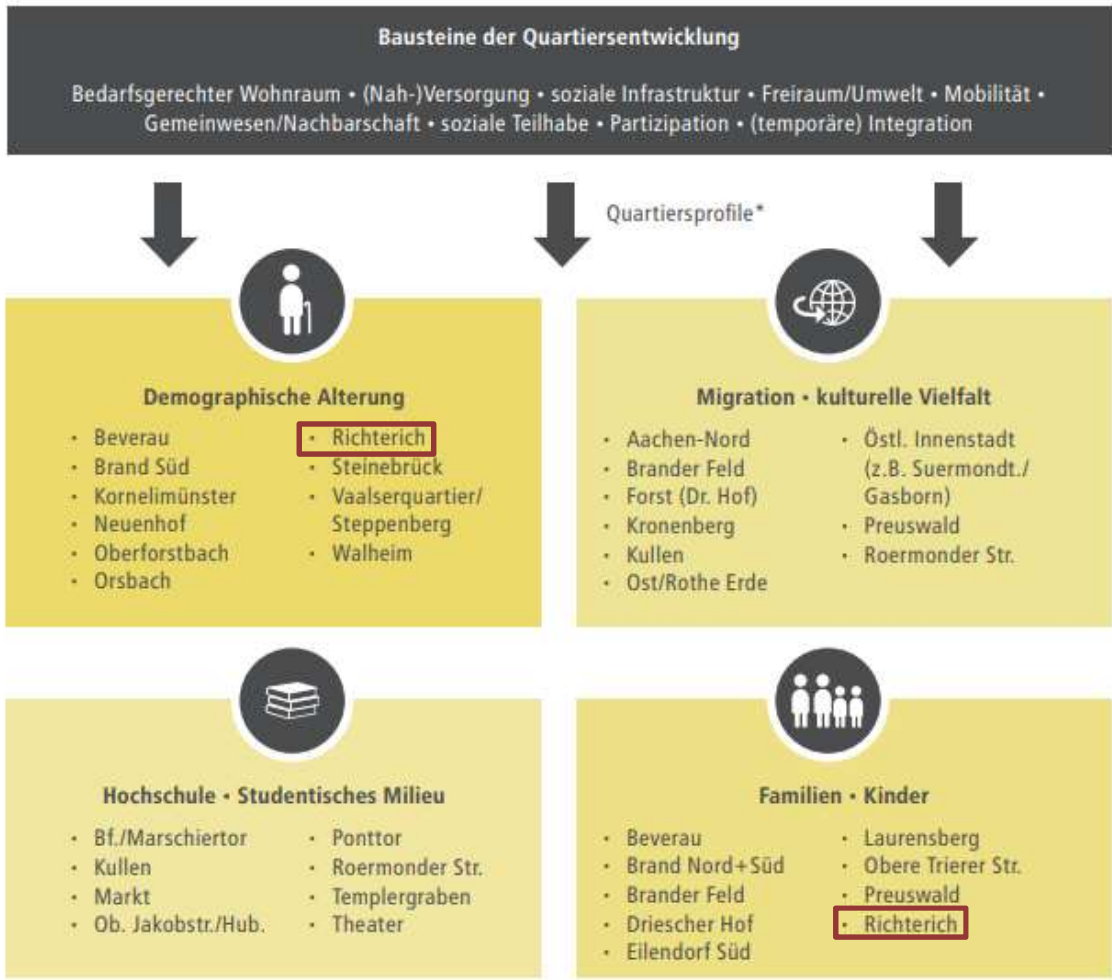 Bausteine der Quartiersentwicklung
Bedarfsgerechter Wohnraum • (Nah-)Versorgung • soziale Infrastruktur • Freiraum/Umwelt • Mobilität •
Gemeinwesen/Nachbarschaft • soziale Teilhabe • Partizipation • (temporäre) Integration
Quartiersprofile*
Demographische Alterung
• Beverau
• Brand Süd
• Kornelimünster
• Neuenhof
• Oberforstbach
• Orsbach
• Richterich
• Steinebrück
• Vaalserquartier/
Steppenberg
• Walheim
Migration • kulturelle Vielfalt
• Aachen-Nord
• Brander Feld
• Forst (Dr. Hof)
• Kronenberg
• Kullen
• Ost/Rothe Erde
• Östl. Innenstadt
(z.B. Suermondt./
Gasborn)
• Preuswald
• Roermonder Str.
Hochschule • Studentisches Milieu
• Bf./Marschiertor
• Kullen
• Markt
• Ob. Jakobstr./Hub.
• Ponttor
• Roermonder Str.
• Templergraben
• Theater
Familien • Kinder
• Beverau
• Brand Nord+Süd
• Brander Feld
• Driescher Hof
• Eilendorf Süd
• Laurensberg
• Obere Trierer Str.
• Preuswald
• Richterich